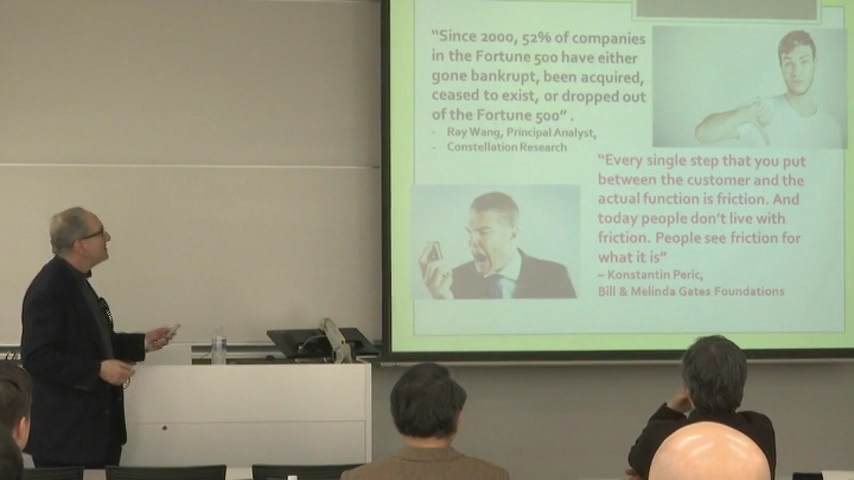 “Since 2000, 52% of companies
in the Fortune 500 have either
gone bankrupt, been acquired,
ceased to exist, or dropped out
of the Fortune 500” .
- Ray Wang, Principal Analyst,
- Constellation Research
“Every single step that you put
between the customer and the
actual function is friction. And
today people don’t live with
friction. People see friction for
what it is”
– Konstantin Peric,
Bill & Melinda Gates Foundations